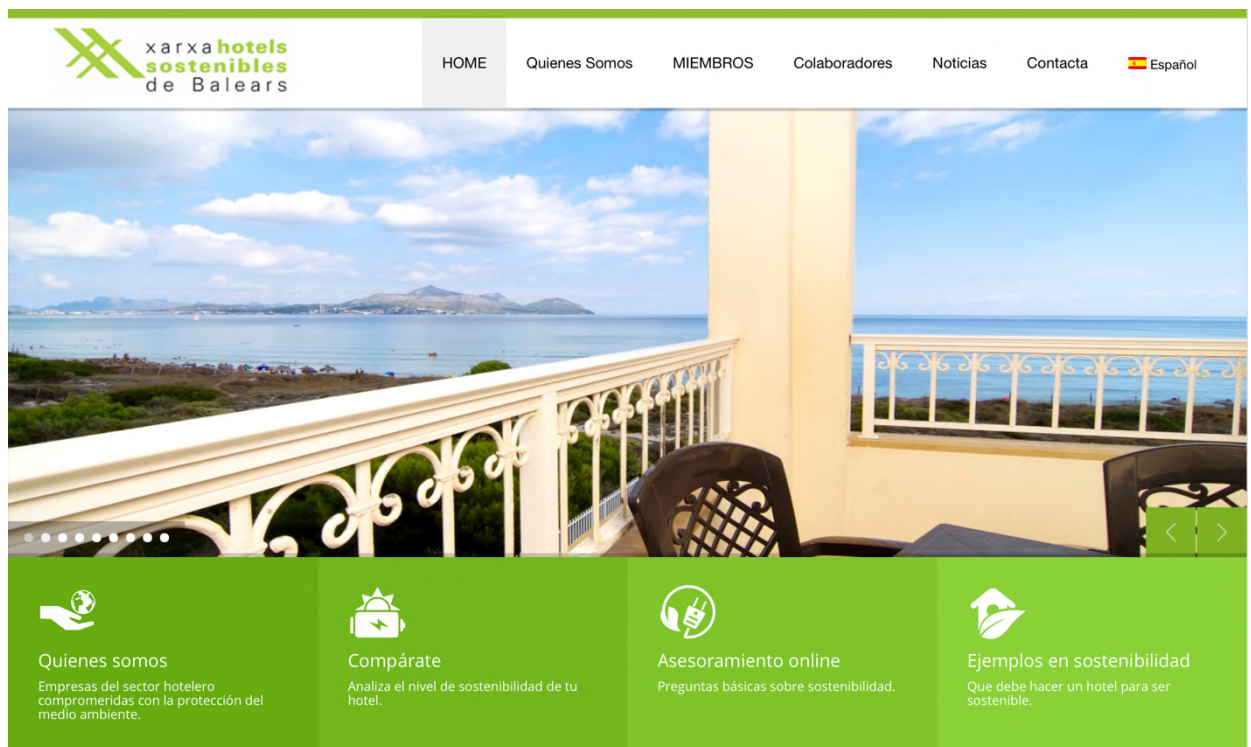 xarxa hotels
sostenibles
de Balears
HOME
Quienes Somos
MIEMBROS
Colaboradores
Noticias
Contacta
Español
Quienes somos
Empresas del sector hotelero
compromeridas con la protección del
medio ambiente.
Compárate
Analiza el nivel de sostenibilidad de tu
hotel.
Asesoramiento online
Preguntas básicas sobre sostenibilidad.
Ejemplos en sostenibilidad
Que debe hacer un hotel para ser
sostenible.